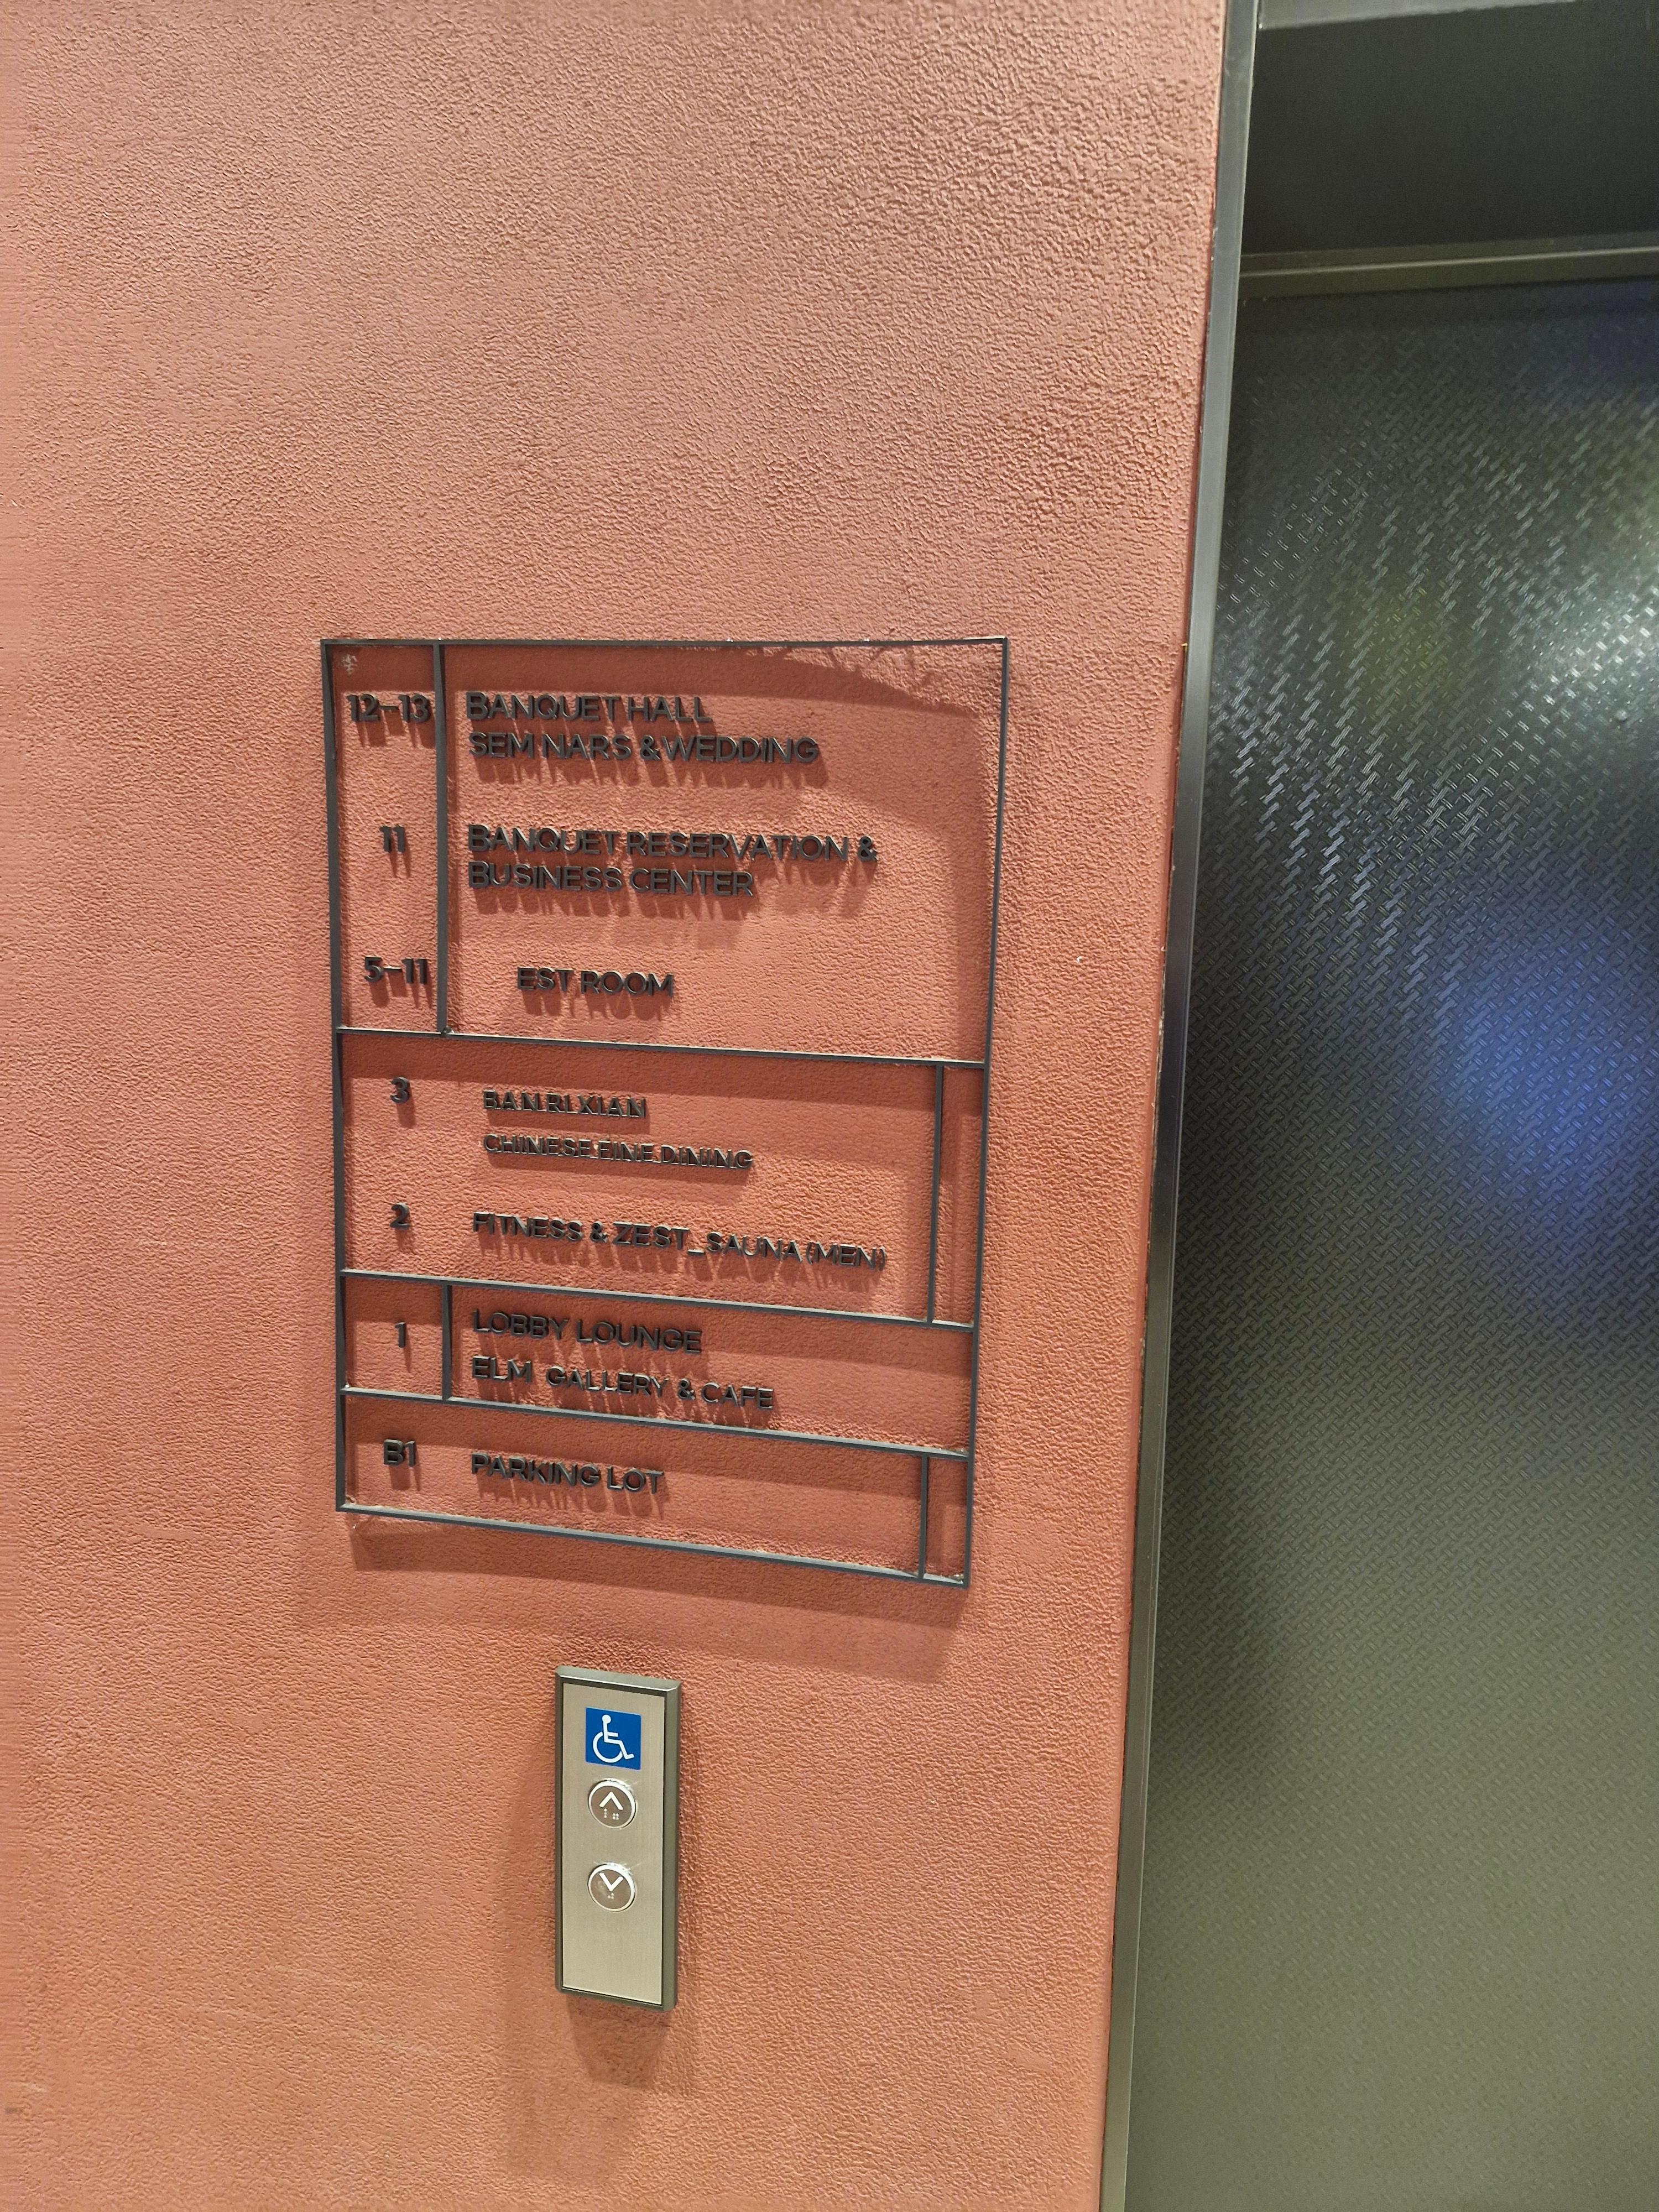 12-13 BANQUET HALL
SEM NARS & WEDDING
11 BANQUET RESERVATION &
BUSINESS CENTER
5-11 EST ROOM
3 BAN RI XIAN
CHINESE FINE DINING
2 FITNESS & ZEST_SAUNA (MEN)
1 LOBBY LOUNGE
ELM GALLERY & CAFE
B1 PARKING LOT